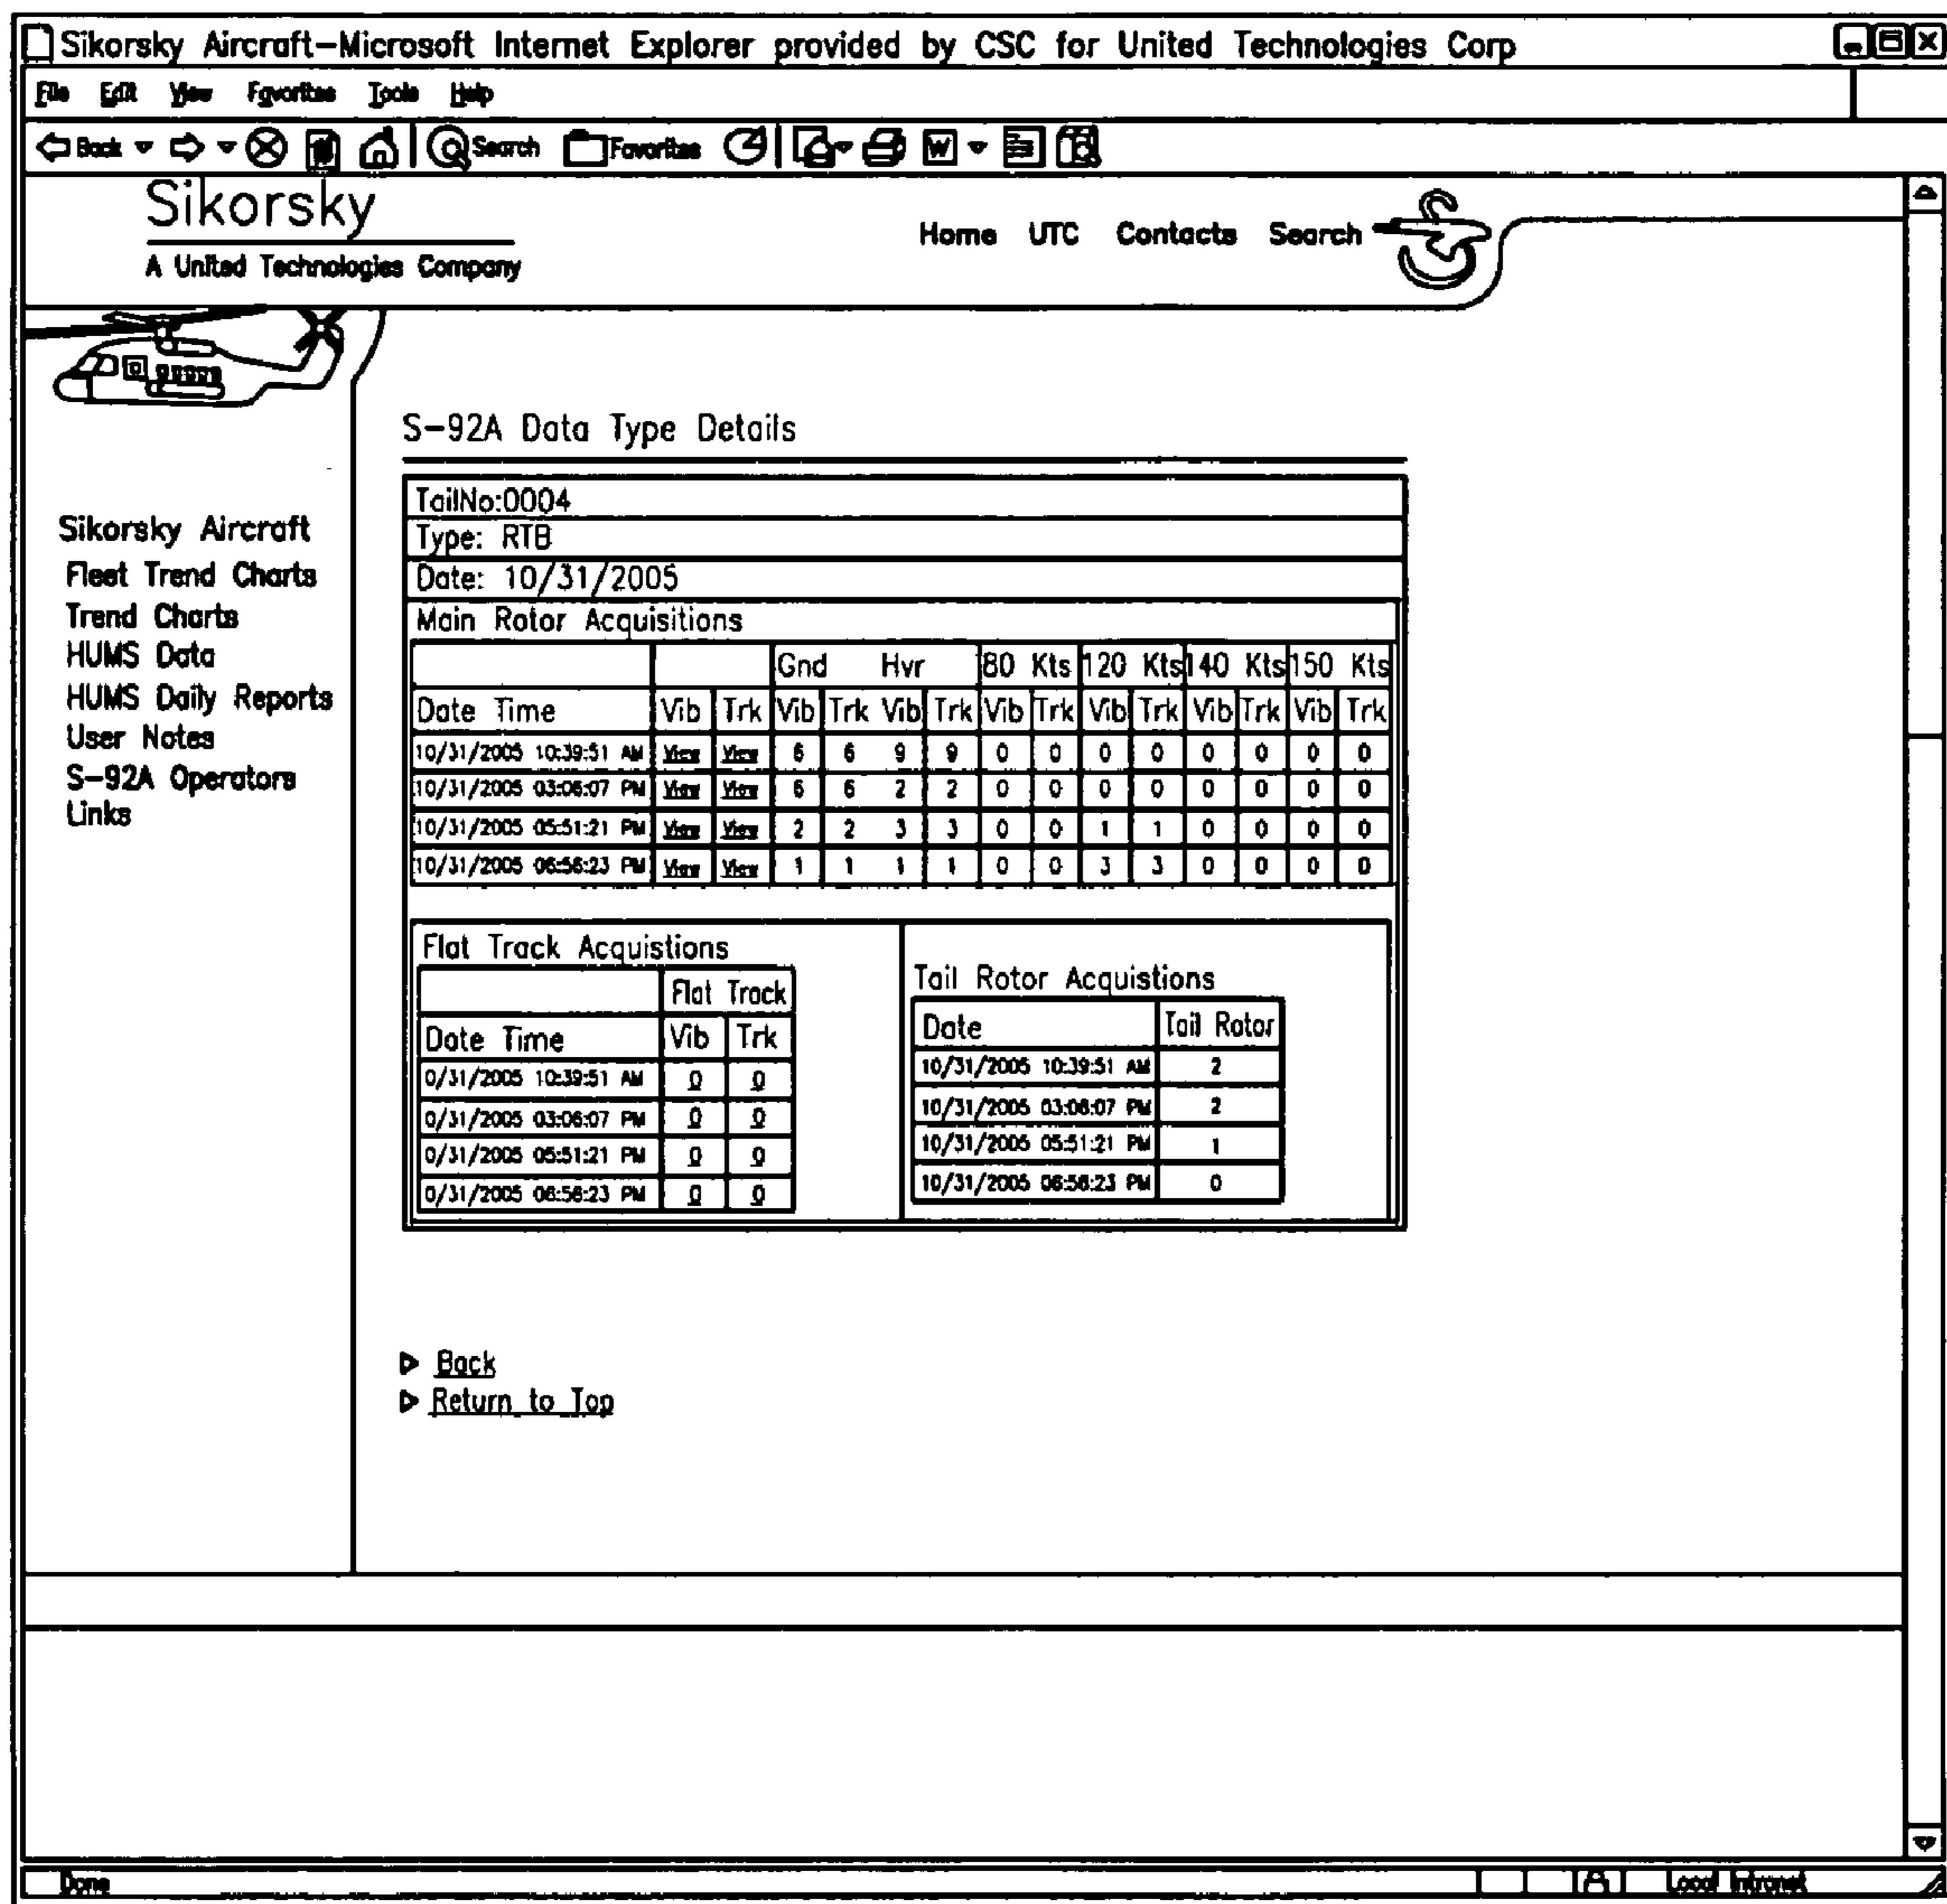 Sikorsky Aircraft-Microsoft Internet Explorer provided by CSC for United Technologies Corp
File Edit View Favorites Tools Help
Back Search Favorites W
Sikorsky
A United Technologies Company
Home UTC Contacts Search
Sikorsky Aircraft
Fleet Trend Charts
Trend Charts
HUMS Data
HUMS Daily Reports
User Notes
S-92A Operators
Links
S-92A Data Type Details
TailNo:0004
Type: RTB
Date: 10/31/2005
Main Rotor Acquisitions
Gnd Hvr 80 Kts 120 Kts 140 Kts 150 Kts
Date Time Vib Trk Vib Trk Vib Trk Vib Trk Vib Trk Vib Trk Vib Trk
10/31/2005 10:39:51 AM View View 6 6 9 9 0 0 0 0 0 0 0 0
10/31/2005 03:06:07 PM View View 6 6 2 2 0 0 0 0 0 0 0 0
10/31/2005 05:51:21 PM View View 2 2 3 3 0 0 1 1 0 0 0 0
10/31/2005 06:56:23 PM View View 1 1 1 1 0 0 3 3 0 0 0 0
Flat Track Acquistions
Flat Track
Date Time Vib Trk
0/31/2005 10:39:51 AM 0 0
0/31/2005 03:06:07 PM 0 0
0/31/2005 05:51:21 PM 0 0
0/31/2005 06:56:23 PM 0 0
Tail Rotor Acquistions
Date Tail Rotor
10/31/2005 10:39:51 AM 2
10/31/2005 03:06:07 PM 2
10/31/2005 05:51:21 PM 1
10/31/2005 06:56:23 PM 0
Back
Return to Top
Done Local Intranet